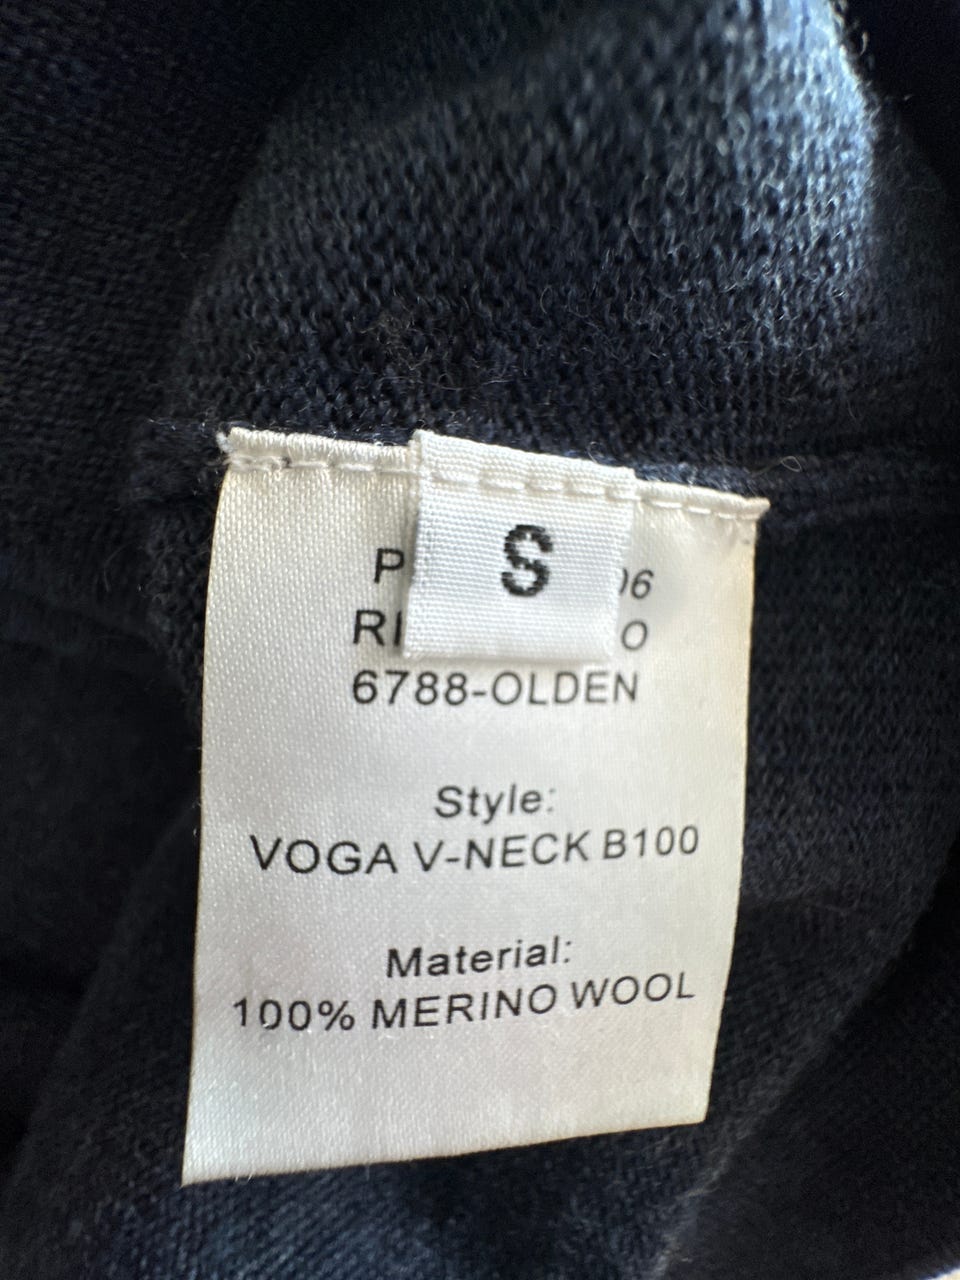 S
6788-OLDEN
Style:
VOGA V-NECK B100
Material:
100% MERINO WOOL